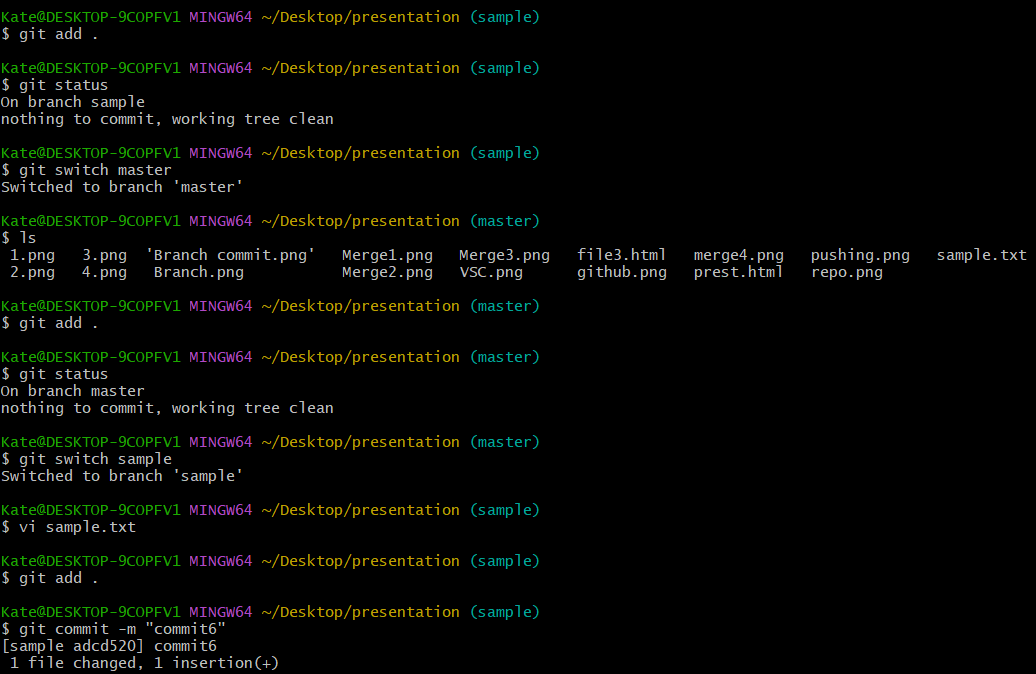 Kate@DESKTOP-9COPFV1 MINGW64 ~/Desktop/presentation (sample)
$ git add .
Kate@DESKTOP-9COPFV1 MINGW64 ~/Desktop/presentation (sample)
$ git status
On branch sample
nothing to commit, working tree clean
Kate@DESKTOP-9COPFV1 MINGW64 ~/Desktop/presentation (sample)
$ git switch master
Switched to branch 'master'
Kate@DESKTOP-9COPFV1 MINGW64 ~/Desktop/presentation (master)
$ ls
1.png   3.png  'Branch commit.png'   Merge1.png   Merge3.png   file3.html   merge4.png   pushing.png   sample.txt
2.png   4.png   Branch.png           Merge2.png   VSC.png      github.png   prest.html   repo.png
Kate@DESKTOP-9COPFV1 MINGW64 ~/Desktop/presentation (master)
$ git add .
Kate@DESKTOP-9COPFV1 MINGW64 ~/Desktop/presentation (master)
$ git status
On branch master
nothing to commit, working tree clean
Kate@DESKTOP-9COPFV1 MINGW64 ~/Desktop/presentation (master)
$ git switch sample
Switched to branch 'sample'
Kate@DESKTOP-9COPFV1 MINGW64 ~/Desktop/presentation (sample)
$ vi sample.txt
Kate@DESKTOP-9COPFV1 MINGW64 ~/Desktop/presentation (sample)
$ git add .
Kate@DESKTOP-9COPFV1 MINGW64 ~/Desktop/presentation (sample)
$ git commit -m "commit6"
[sample adcd520] commit6
1 file changed, 1 insertion(+)